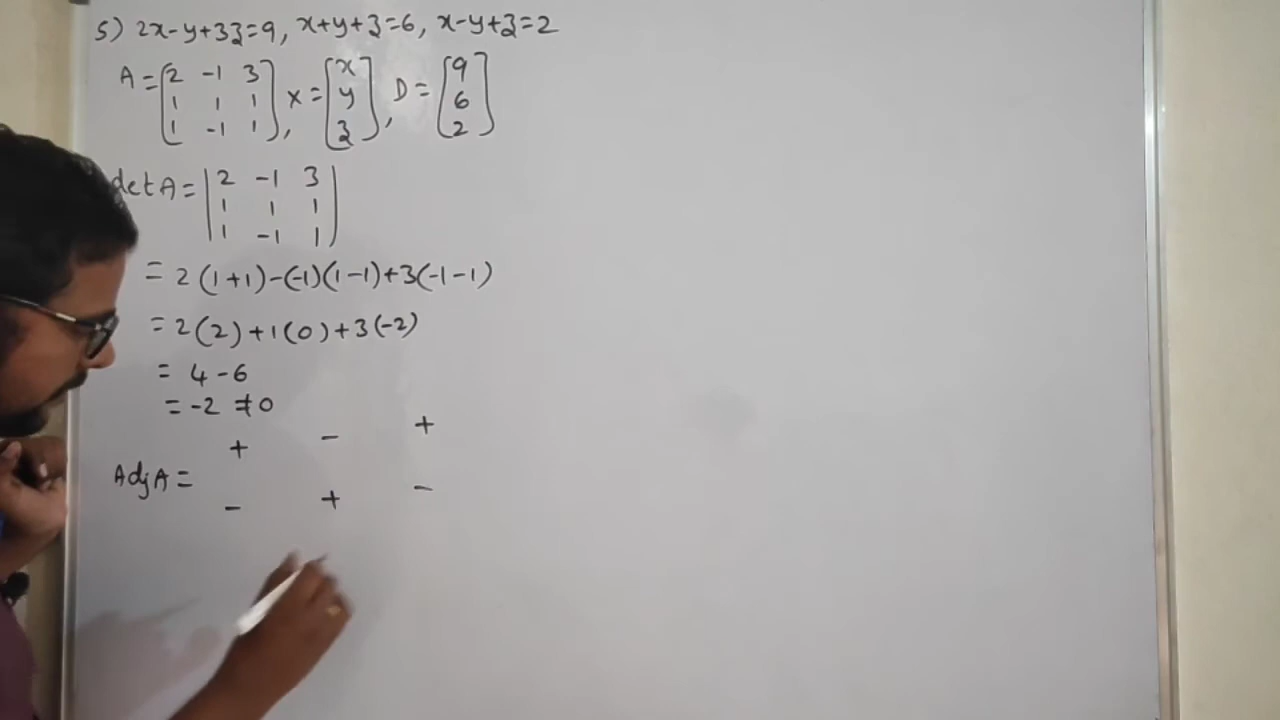 5) 2x-y+3z=9, x+y+z=6, x-y+z=2
A = [2 -1 3
1 1 1
1 -1 1], X = [x
y
z], D = [9
6
2]
det A = |2 -1 3
1 1 1
1 -1 1|
= 2(1+1)-(-1)(1-1)+3(-1-1)
= 2(2)+1(0)+3(-2)
= 4-6
= -2 ≠0
+ - +
AdjA =
- + -